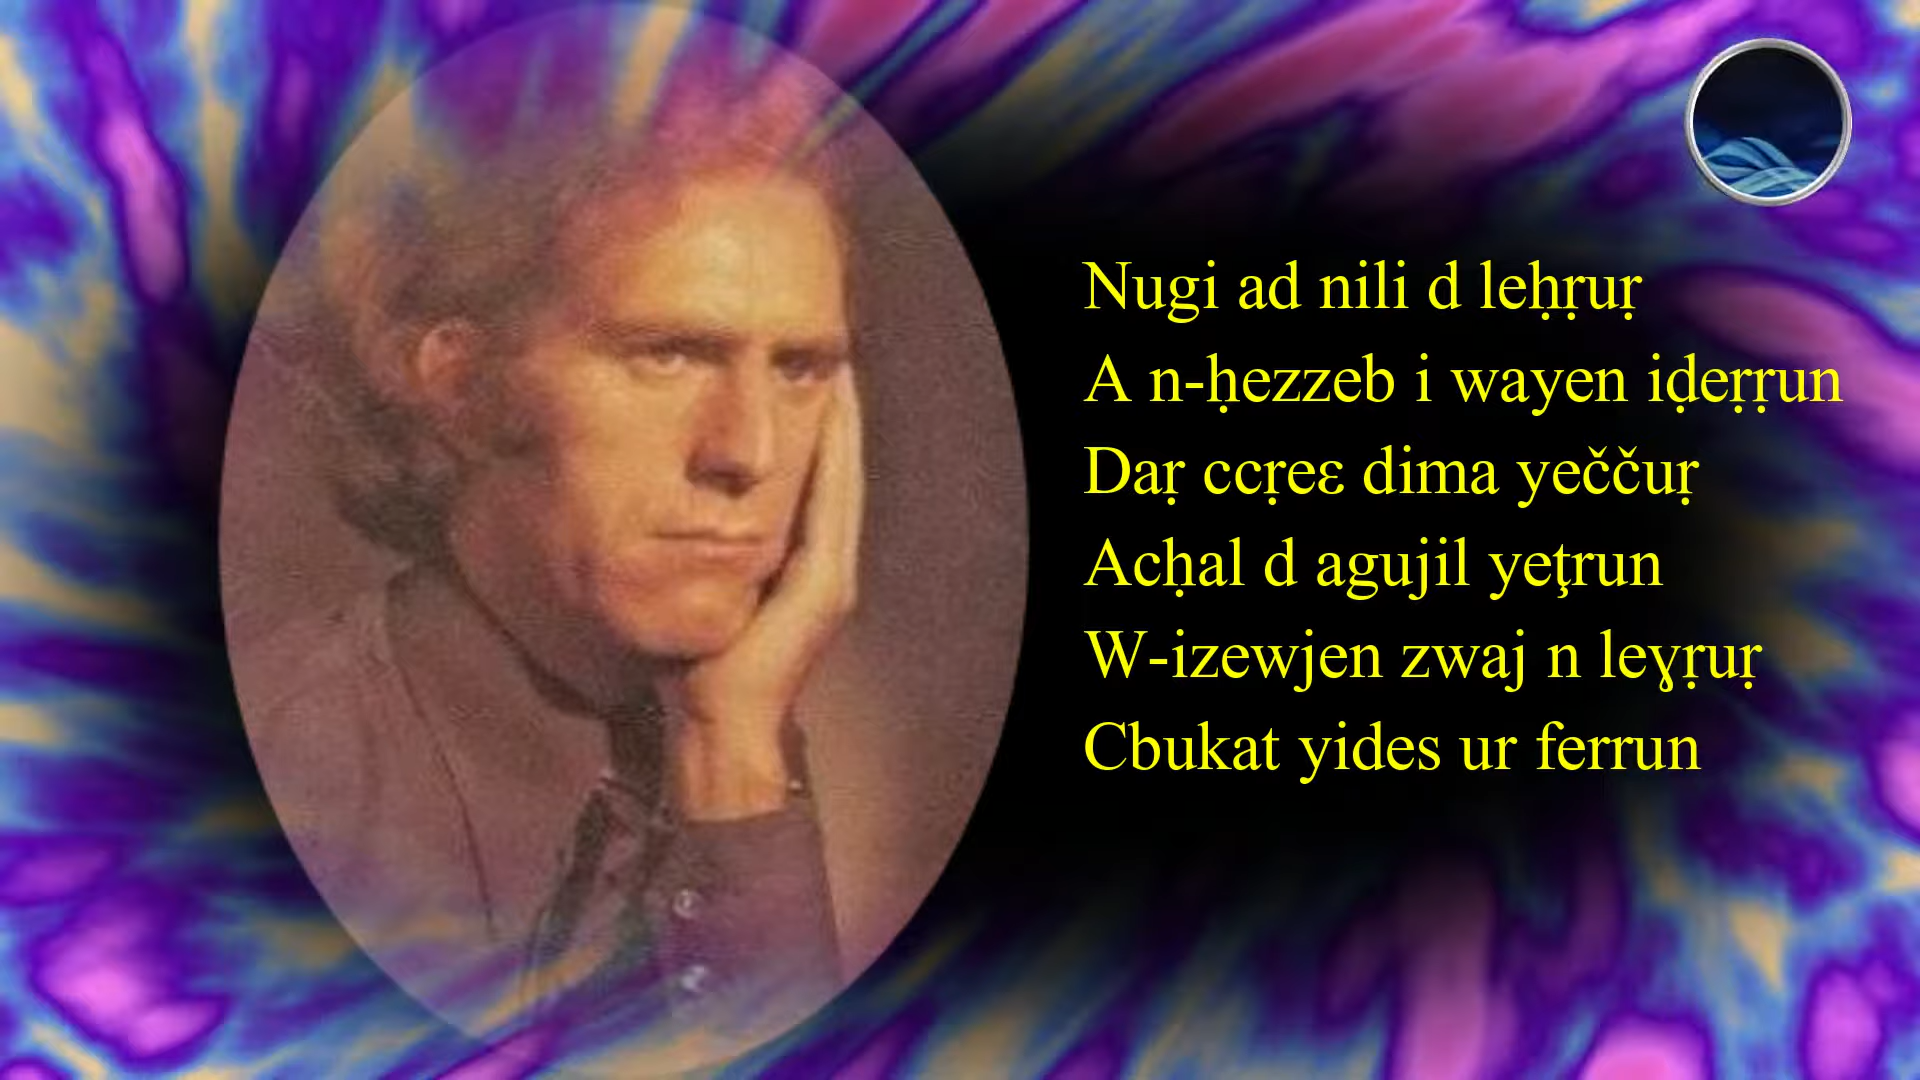 Nugi ad nili d leḥṛuṛ
A n-ḥezzeb i wayen iḍeṛṛun
Daṛ ccṛeɛ dima yeččuṛ
Acḥal d agujil yeţrun
W-izewjen zwaj n leɣṛuṛ
Cbukat yides ur ferrun